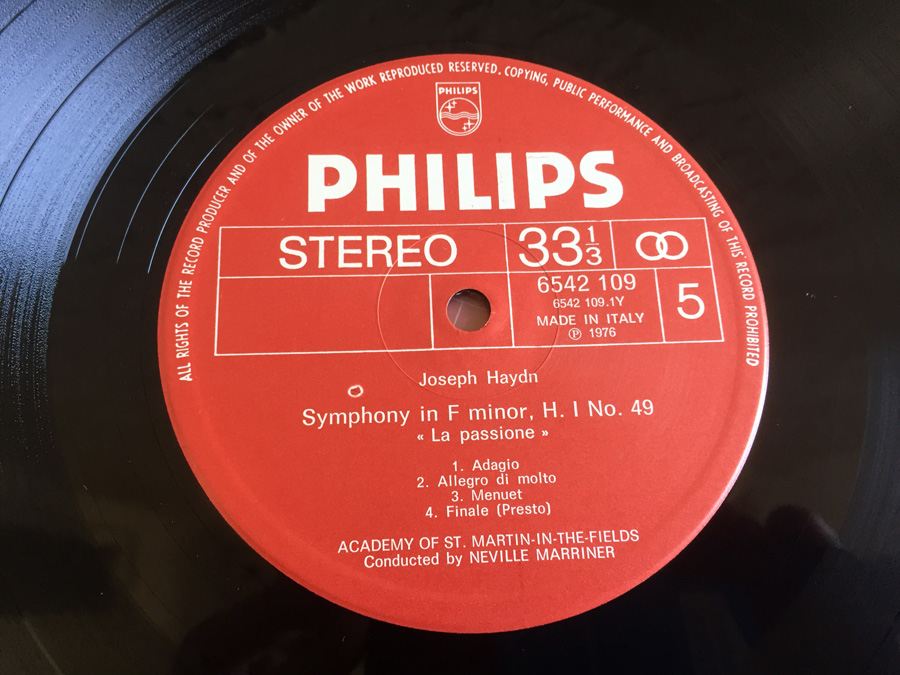 ALL RIGHTS OF THE RECORD PRODUCER AND OF THE OWNER OF THE WORK REPRODUCED RESERVED. COPYING, PUBLIC PERFORMANCE AND BROADCASTING OF THIS RECORD PROHIBITED
PHILIPS
PHILIPS
STEREO 33 1/3
6542 109 5
6542 109.1Y
MADE IN ITALY
℗ 1976
Joseph Haydn
Symphony in F minor, H. I No. 49
« La passione »
1. Adagio
2. Allegro di molto
3. Menuet
4. Finale (Presto)
ACADEMY OF ST. MARTIN-IN-THE-FIELDS
Conducted by NEVILLE MARRINER